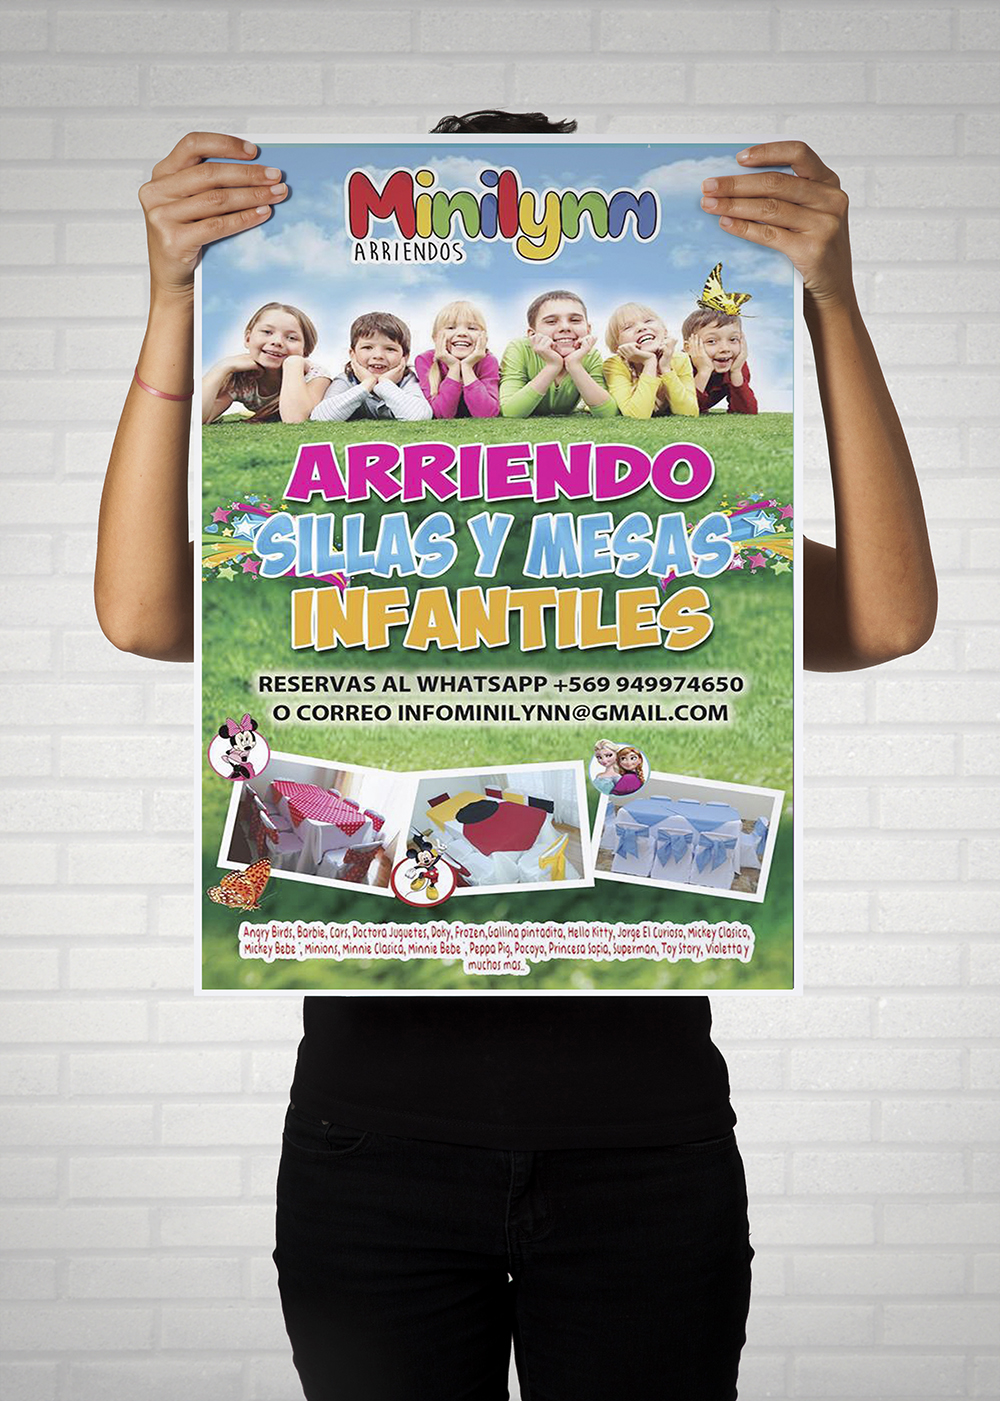 Minilynn
ARRIENDOS
ARRIENDO
SILLAS Y MESAS
INFANTILES
RESERVAS AL WHATSAPP +569 949974650
O CORREO INFOMINILYNN@GMAIL.COM
Angry Birds, Barbie, Cars, Doctora Juguetes, Doky, Frozen,Gallina pintadita, Hello Kitty, Jorge El Curioso, Mickey Clasico,
Mickey Bebe´, Minions, Minnie Clasica, Minnie Bebe´, Peppa Pig, Pocoyo, Princesa Sofia, Superman, Toy Story, Violetta y
muchos mas_